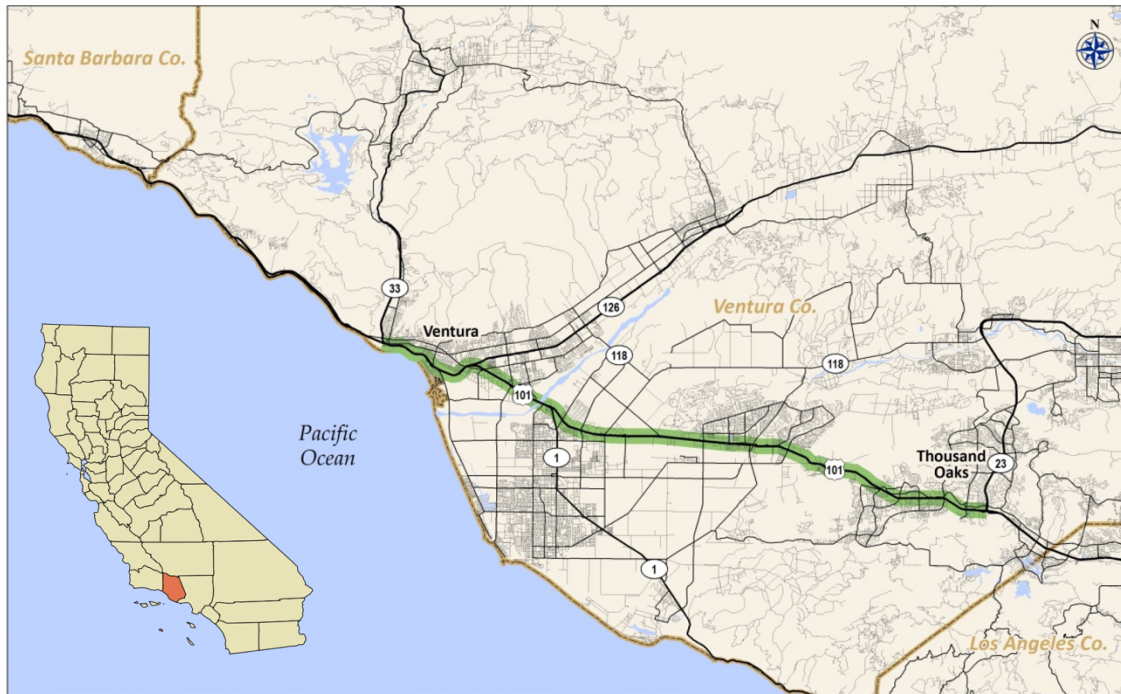 N
Santa Barbara Co.
33
Ventura
126
Ventura Co.
118
118
101
Pacific
Ocean
1
101
Thousand
Oaks
23
1
Los Angeles Co.